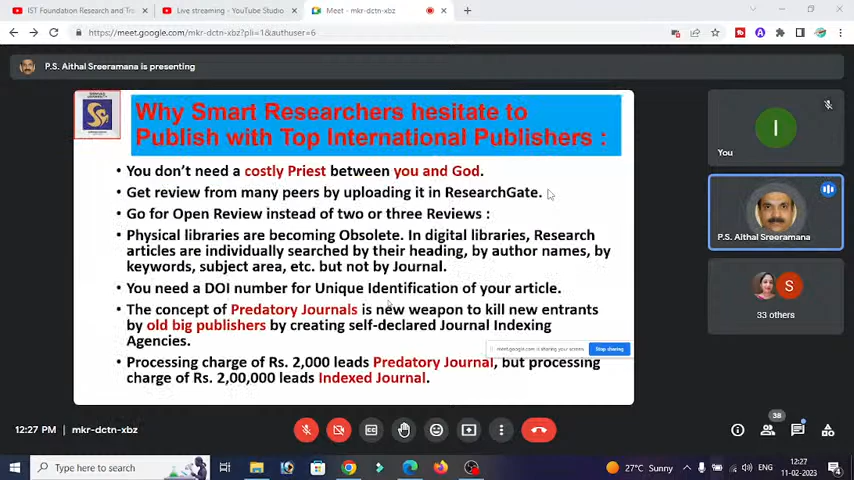 IST Foundation Research and Tra
Live streaming - YouTube Studio
Meet - mkr-dctn-xbz
https://meet.google.com/mkr-dctn-xbz?pli=1&authuser=6
P.S. Aithal Sreeramana is presenting
Why Smart Researchers hesitate to
Publish with Top International Publishers :
• You don't need a costly Priest between you and God.
• Get review from many peers by uploading it in ResearchGate.
• Go for Open Review instead of two or three Reviews :
• Physical libraries are becoming Obsolete. In digital libraries, Research
articles are individually searched by their heading, by author names, by
keywords, subject area, etc. but not by Journal.
• You need a DOI number for Unique Identification of your article.
• The concept of Predatory Journals is new weapon to kill new entrants
by old big publishers by creating self-declared Journal Indexing
Agencies.
• Processing charge of Rs. 2,000 leads Predatory Journal, but processing
charge of Rs. 2,00,000 leads Indexed Journal.
meet.google.com is sharing your screen.
Stop sharing
I
You
P.S. Aithal Sreeramana
S
33 others
12:27 PM | mkr-dctn-xbz
38
Type here to search
27°C Sunny
ENG
12:27
11-02-2023
4